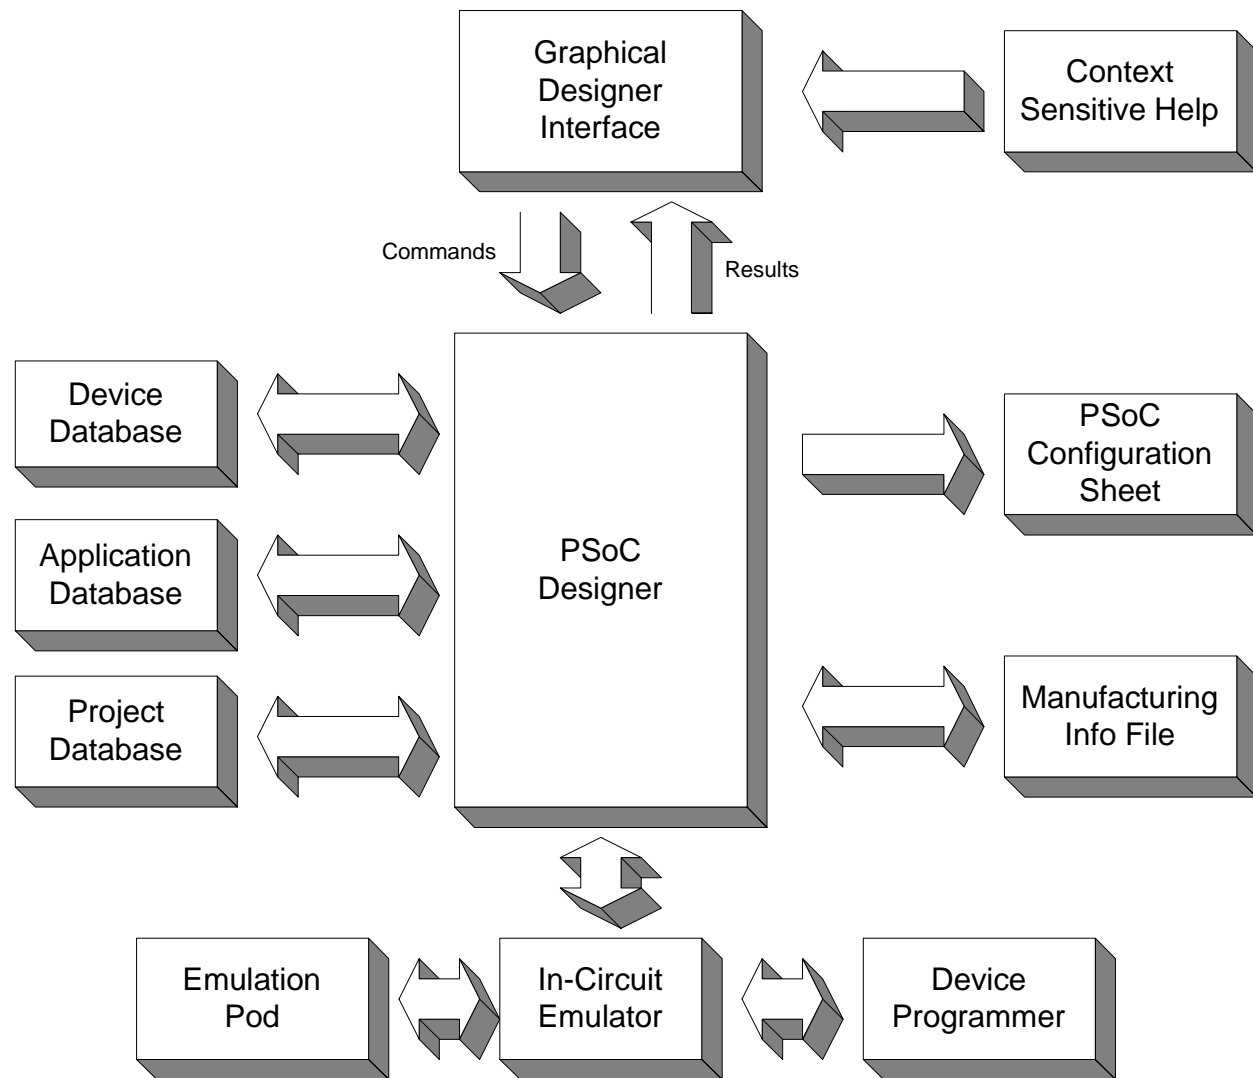 Graphical
Designer
Interface
Context
Sensitive Help
Commands
Results
Device
Database
PSoC
Configuration
Sheet
Application
Database
PSoC
Designer
Project
Database
Manufacturing
Info File
Emulation
Pod
In-Circuit
Emulator
Device
Programmer